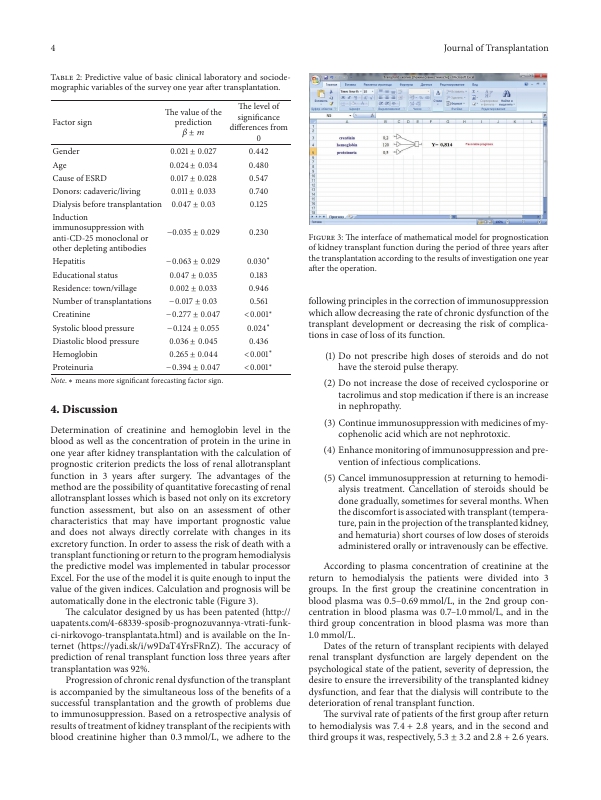 4
Journal of Transplantation
Table 2: Predictive value of basic clinical laboratory and sociode-
mographic variables of the survey one year after transplantation.
Factor sign
The value of the prediction β ± m
The level of significance differences from 0
Gender 0.021 ± 0.027 0.442
Age 0.024 ± 0.034 0.480
Cause of ESRD 0.017 ± 0.028 0.547
Donors: cadaveric/living 0.011 ± 0.033 0.740
Dialysis before transplantation 0.047 ± 0.03 0.125
Induction
immunosuppression with
anti-CD-25 monoclonal or
other depleting antibodies
−0.035 ± 0.029 0.230
Hepatitis −0.063 ± 0.029 0.030*
Educational status 0.047 ± 0.035 0.183
Residence: town/village 0.002 ± 0.033 0.946
Number of transplantations −0.017 ± 0.03 0.561
Creatinine −0.277 ± 0.047 <0.001*
Systolic blood pressure −0.124 ± 0.055 0.024*
Diastolic blood pressure 0.036 ± 0.045 0.436
Hemoglobin 0.265 ± 0.044 <0.001*
Proteinuria −0.394 ± 0.047 <0.001*
Note. * means more significant forecasting factor sign.
4. Discussion
Determination of creatinine and hemoglobin level in the
blood as well as the concentration of protein in the urine in
one year after kidney transplantation with the calculation of
prognostic criterion predicts the loss of renal allotransplant
function in 3 years after surgery. The advantages of the
method are the possibility of quantitative forecasting of renal
allotransplant losses which is based not only on its excretory
function assessment, but also on an assessment of other
characteristics that may have important prognostic value
and does not always directly correlate with changes in its
excretory function. In order to assess the risk of death with a
transplant functioning or return to the program hemodialysis
the predictive model was implemented in tabular processor
Excel. For the use of the model it is quite enough to input the
value of the given indices. Calculation and prognosis will be
automatically done in the electronic table (Figure 3).
The calculator designed by us has been patented (http://
uapatents.com/4-68339-sposib-prognozuvannya-vtrati-funk-
ci-nirkovogo-transplantata.html) and is available on the In-
ternet (https://yadi.sk/i/w9DaT4YrsFRnZ). The accuracy of
prediction of renal transplant function loss three years after
transplantation was 92%.
Progression of chronic renal dysfunction of the transplant
is accompanied by the simultaneous loss of the benefits of a
successful transplantation and the growth of problems due
to immunosuppression. Based on a retrospective analysis of
results of treatment of kidney transplant of the recipients with
blood creatinine higher than 0.3 mmol/L, we adhere to the
creatinin 0,2
hemoglobin 120 Y= 0,814
proteinuria 0,9
Figure 3: The interface of mathematical model for prognostication
of kidney transplant function during the period of three years after
the transplantation according to the results of investigation one year
after the operation.
following principles in the correction of immunosuppression
which allow decreasing the rate of chronic dysfunction of the
transplant development or decreasing the risk of complica-
tions in case of loss of its function.
(1) Do not prescribe high doses of steroids and do not
have the steroid pulse therapy.
(2) Do not increase the dose of received cyclosporine or
tacrolimus and stop medication if there is an increase
in nephropathy.
(3) Continue immunosuppression with medicines of my-
cophenolic acid which are not nephrotoxic.
(4) Enhance monitoring of immunosuppression and pre-
vention of infectious complications.
(5) Cancel immunosuppression at returning to hemodi-
alysis treatment. Cancellation of steroids should be
done gradually, sometimes for several months. When
the discomfort is associated with transplant (tempera-
ture, pain in the projection of the transplanted kidney,
and hematuria) short courses of low doses of steroids
administered orally or intravenously can be effective.
According to plasma concentration of creatinine at the
return to hemodialysis the patients were divided into 3
groups. In the first group the creatinine concentration in
blood plasma was 0.5–0.69 mmol/L, in the 2nd group con-
centration in blood plasma was 0.7–1.0 mmol/L, and in the
third group concentration in blood plasma was more than
1.0 mmol/L.
Dates of the return of transplant recipients with delayed
renal transplant dysfunction are largely dependent on the
psychological state of the patient, severity of depression, the
desire to ensure the irreversibility of the transplanted kidney
dysfunction, and fear that the dialysis will contribute to the
deterioration of renal transplant function.
The survival rate of patients of the first group after return
to hemodialysis was 7.4 + 2.8 years, and in the second and
third groups it was, respectively, 5.3 ± 3.2 and 2.8 + 2.6 years.